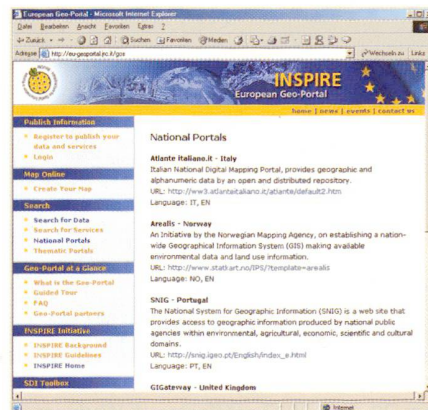 European Geo-Portal - Microsoft Internet Explorer
Datei Bearbeiten Ansicht Favoriten Extras ?
Zurück Suchen Favoriten Medien
Adresse http://eu-geoportal.jrc.it/gos Wechseln zu Links
INSPIRE
European Geo-Portal
home | news | events | contact us
Publish Information
Register to publish your
data and services
Login
Map Online
Create Your Map
Search
Search for Data
Search for Services
National Portals
Thematic Portals
Geo-Portal at a Glance
What is the Geo-Portal
Guided Tour
FAQ
Geo-Portal partners
INSPIRE Initiative
INSPIRE Background
INSPIRE Guidelines
INSPIRE Home
SDI Toolbox
National Portals
Atlante italiano.it - Italy
Italian National Digital Mapping Portal, provides geographic and
alphanumeric data by an open and distributed repository.
URL: http://ww3.atlanteitaliano.it/atlante/default2.htm
Language: IT, EN
Arealis - Norway
An Initiative by the Norwegian Mapping Agency, on establishing a nation-
wide Geographical Information System (GIS) making available
environmental data and land use information.
URL: http://www.statkart.no/IPS/?template=arealis
Language: NO, EN
SNIG - Portugal
The National System for Geographic Information (SNIG) is a web site that
provides access to geographic information produced by national public
agencies within environmental, agricultural, economic, scientific and cultural
domains.
URL: http://snig.igeo.pt/English/index_e.html
Language: PT, EN
GIGateway - United Kingdom
Internet